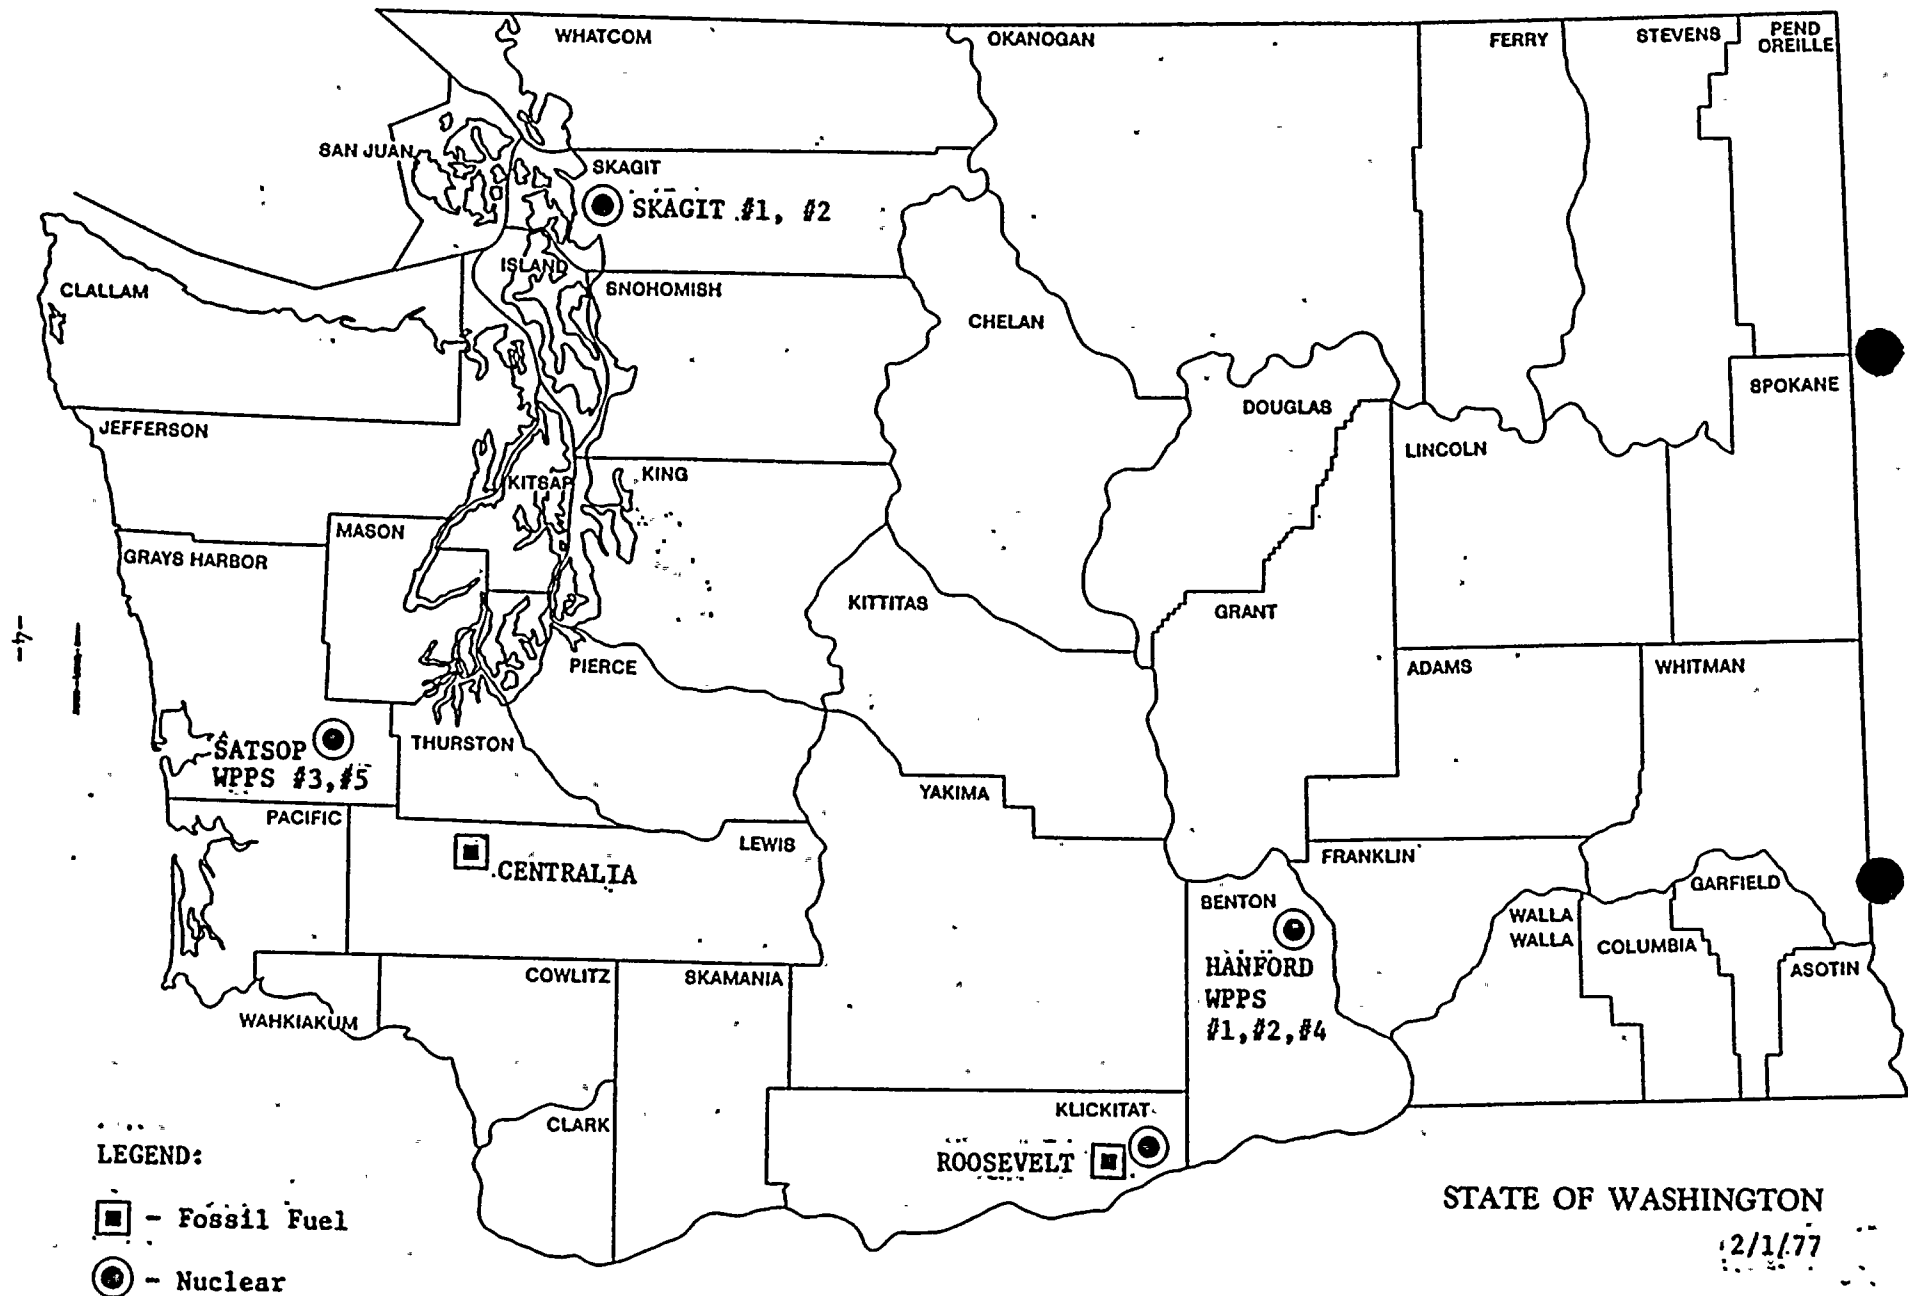 WHATCOM
OKANOGAN
FERRY
STEVENS
PEND
OREILLE
SAN JUAN
SKAGIT
SKAGIT #1, #2
ISLAND
CLALLAM
SNOHOMISH
CHELAN
SPOKANE
DOUGLAS
JEFFERSON
LINCOLN
KITSAP
KING
MASON
GRAYS HARBOR
KITTITAS
GRANT
-4-
PIERCE
ADAMS
WHITMAN
THURSTON
SATSOP
WPPS #3,#5
YAKIMA
PACIFIC
LEWIS
FRANKLIN
CENTRALIA
GARFIELD
BENTON
WALLA
WALLA
COLUMBIA
HANFORD
WPPS
#1,#2,#4
ASOTIN
COWLITZ
SKAMANIA
WAHKIAKUM
KLICKITAT
CLARK
ROOSEVELT
LEGEND:
- Fossil Fuel
- Nuclear
STATE OF WASHINGTON
2/1/77